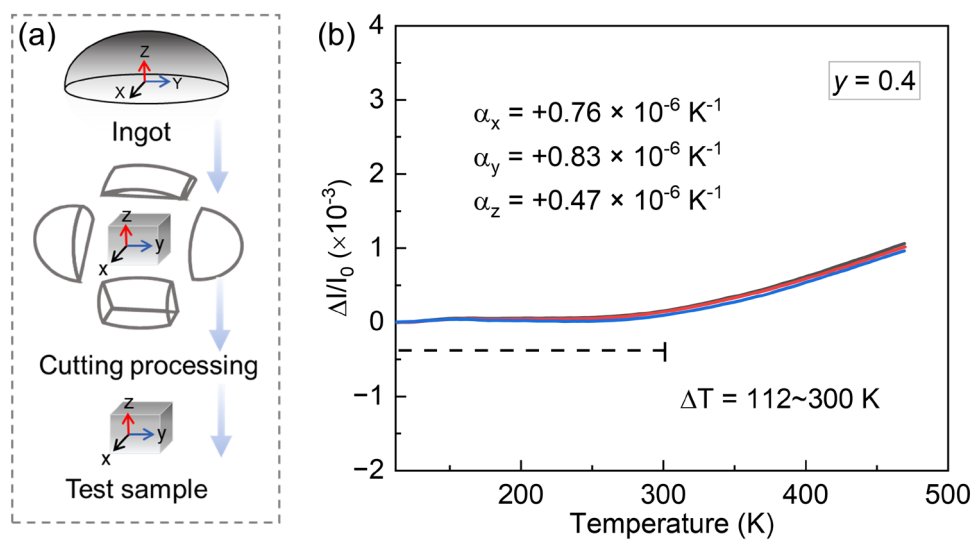 (a)
Z
X
Y
Ingot
z
x
y
Cutting processing
z
x
y
Test sample
(b)
4
3
2
1
0
−1
−2
ΔI/I₀ (×10⁻³)
y = 0.4
αₓ = +0.76 × 10⁻⁶ K⁻¹
αᵧ = +0.83 × 10⁻⁶ K⁻¹
α_z = +0.47 × 10⁻⁶ K⁻¹
ΔT = 112~300 K
200 300 400 500
Temperature (K)